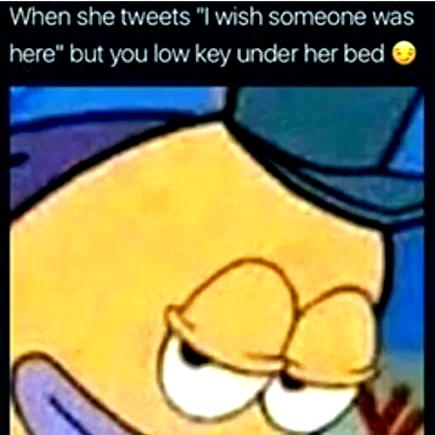 When she tweets "I wish someone was
here" but you low key under her bed 😏